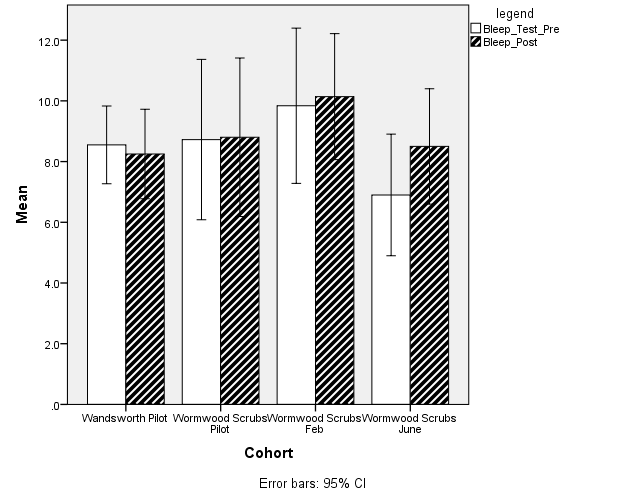 legend
Bleep_Test_Pre
Bleep_Post
12.0
10.0
8.0
6.0
4.0
2.0
.0
Mean
Wandsworth Pilot
Wormwood Scrubs
Pilot
Wormwood Scrubs
Feb
Wormwood Scrubs
June
Cohort
Error bars: 95% CI